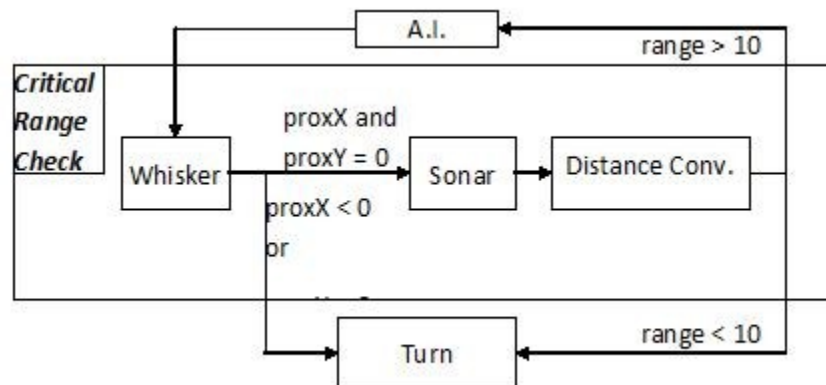 A.I.
range > 10
Critical
Range
Check
proxX and
proxY = 0
Whisker
Sonar
Distance Conv.
proxX < 0
or
range < 10
Turn